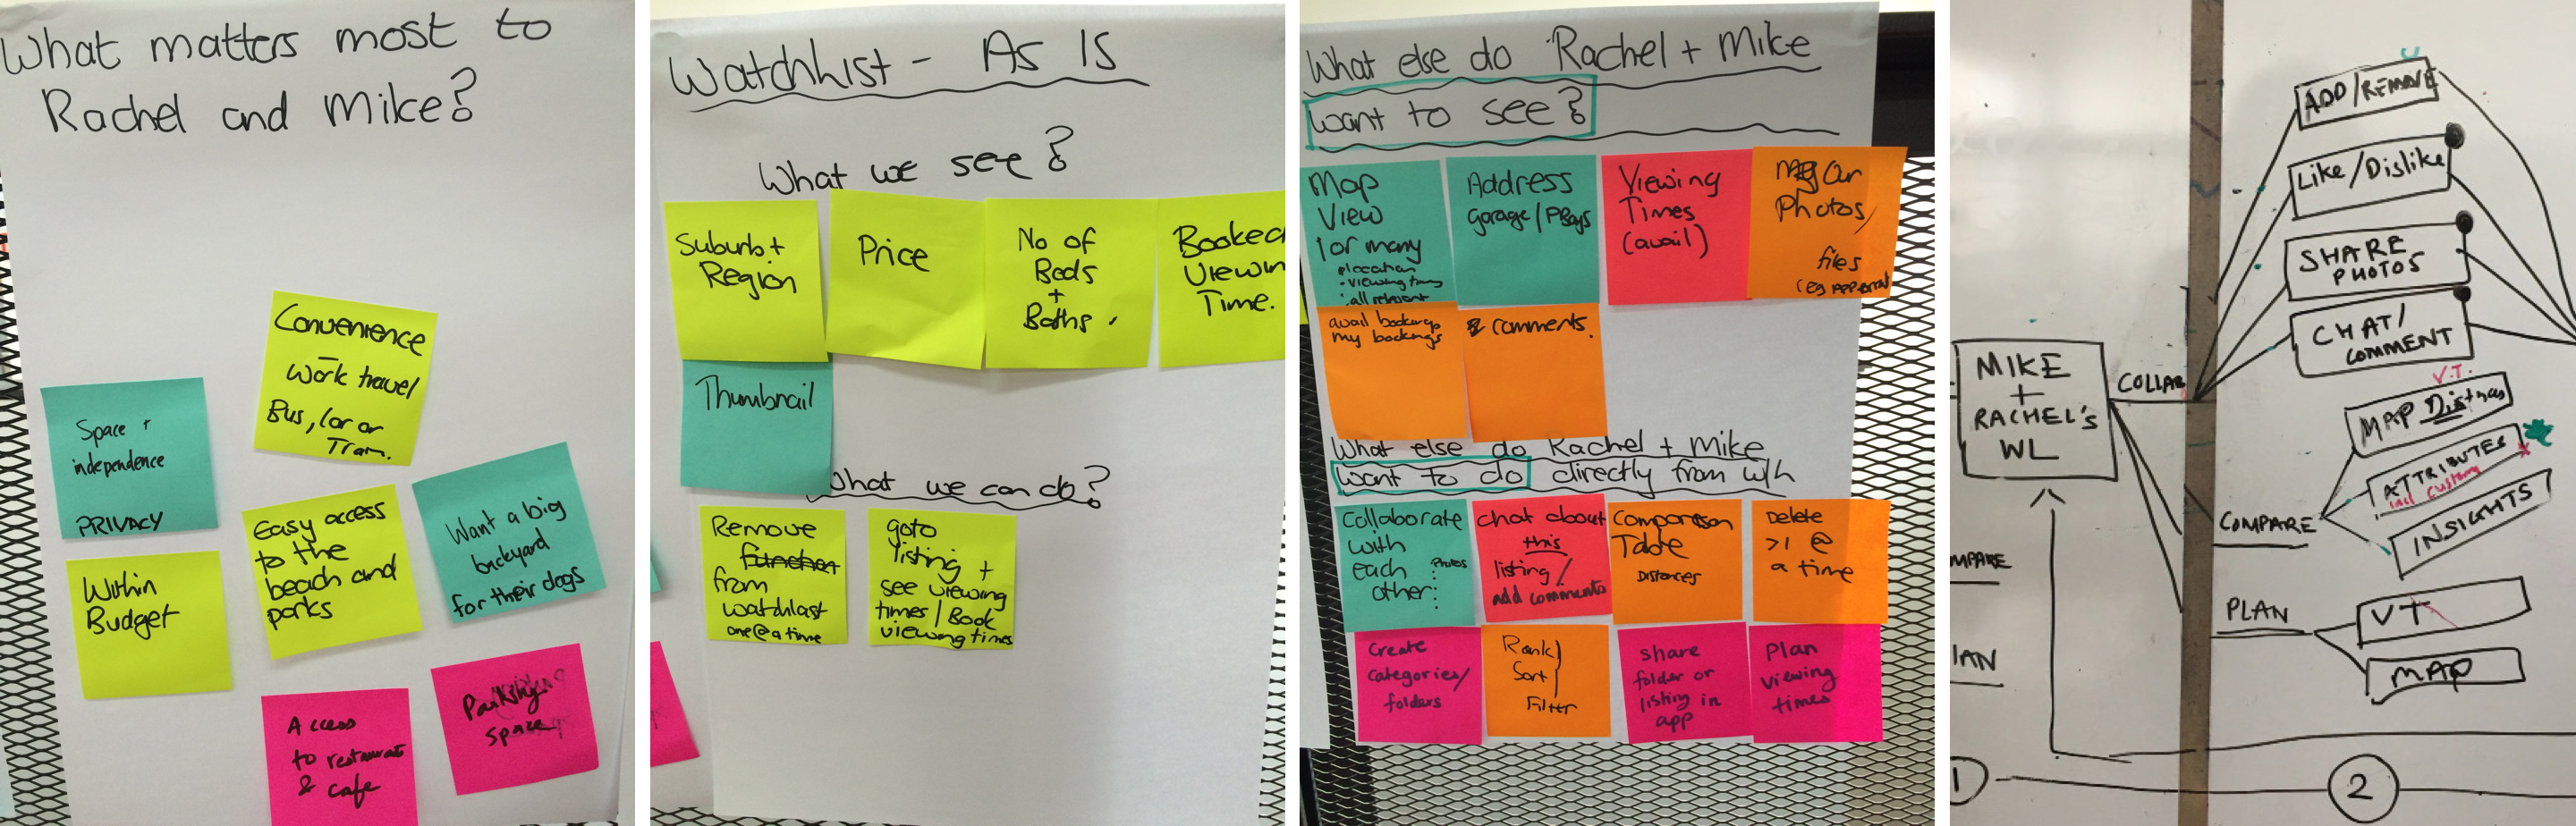 What matters most to
Rachel and Mike?
Convenience
-
Work travel
Bus, Car or
Tram.
Space +
independence
PRIVACY
Want a big
backyard
for their dogs
Easy access
to the
beach and
parks
Within
Budget
Access
to restaurants
& cafe
Parking
space
Watchlist - As Is
What we see?
Suburb +
Region
Price
No of
Beds
+
Baths
Booked
Viewin
Time.
Thumbnail
What we can do?
Remove
from
watchlist
one @ a time
goto
listing +
see viewing
times / Book
viewing times
What else do Rachel + Mike
want to see?
Map
View
1 or many
location
viewing times
all relevant
Address
garage/PBays
Viewing
Times
(avail)
Our
Photos/
files
avail bookings
my bookings
comments.
What else do Rachel + Mike
want to do directly from w/h
Collaborate
with
each
other:
Photos
chat about
this
listing /
add comments
Comparison
Table
Distances
Delete
>1 @
a time
Create
categories/
folders
Rank
Sort
Filter
share
folder or
listing in
app
Plan
viewing
times
ADD/REMOVE
Like/Dislike
SHARE
PHOTOS
CHAT/
COMMENT
MIKE
+
RACHEL'S
WL
COLLAB
V.T.
MAP Distances
ATTRIBUTES
incl custom
INSIGHTS
COMPARE
MPARE
PLAN
LAN
VT
MAP
1
2